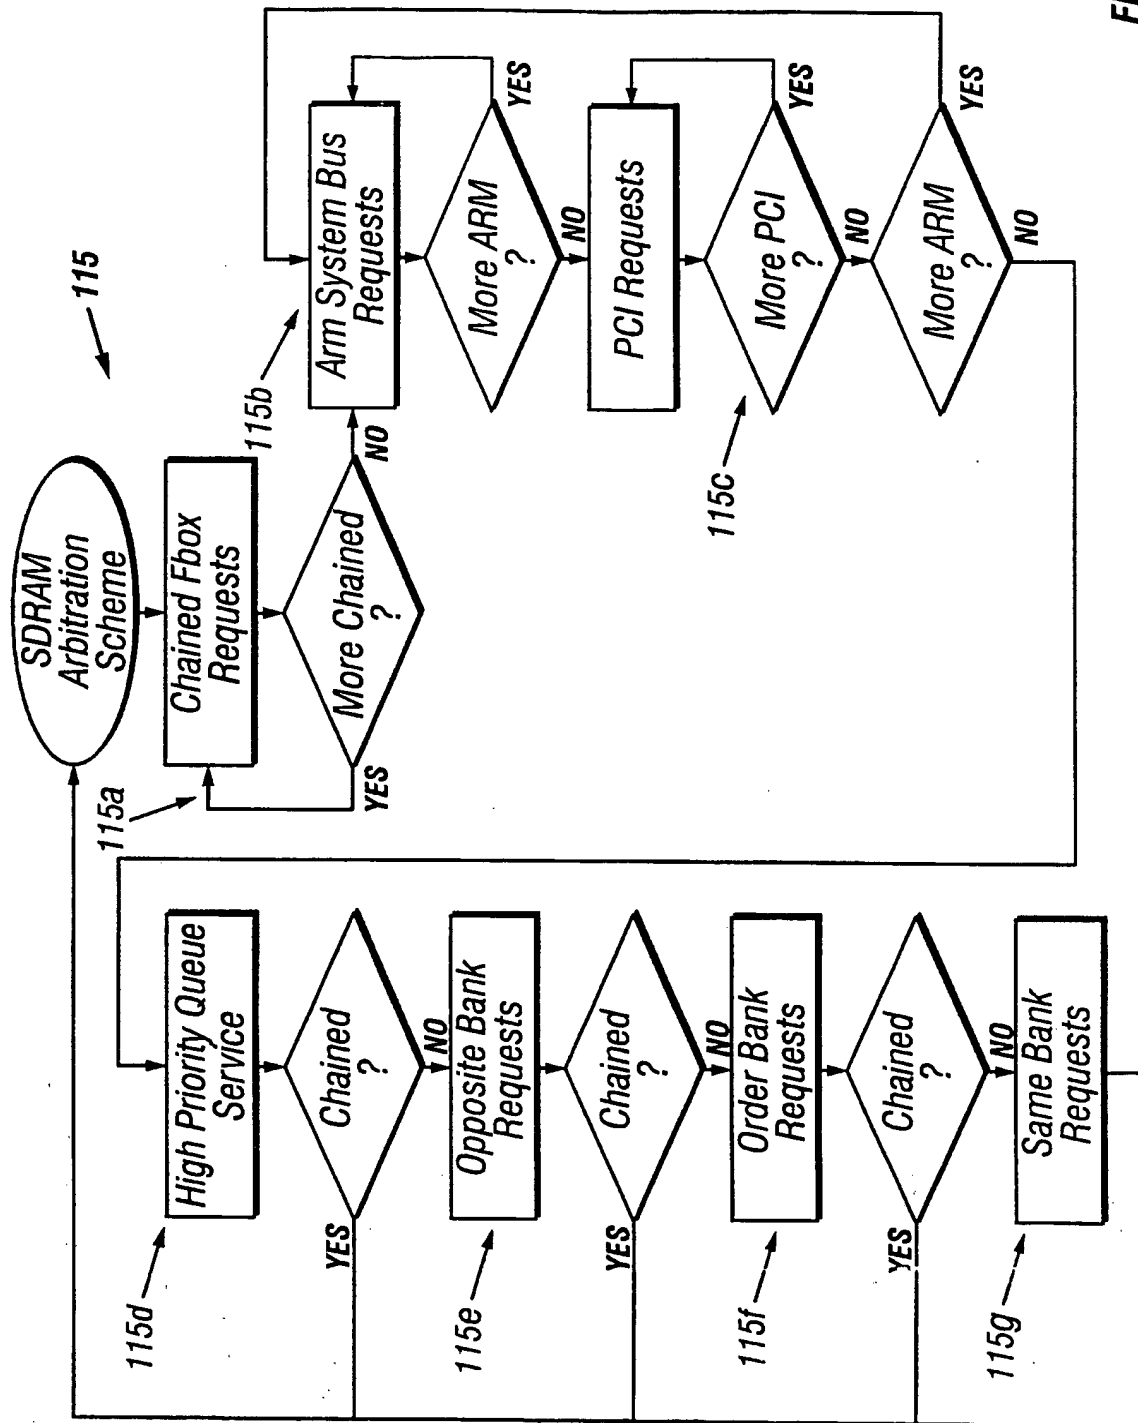 115
SDRAM
Arbitration
Scheme
115a
Chained Fbox
Requests
More Chained
?
YES
NO
115b
Arm System Bus
Requests
More ARM
?
YES
NO
PCI Requests
115c
More PCI
?
YES
NO
More ARM
?
YES
NO
115d
High Priority Queue
Service
Chained
?
YES
NO
115e
Opposite Bank
Requests
Chained
?
YES
NO
115f
Order Bank
Requests
Chained
?
YES
NO
115g
Same Bank
Requests